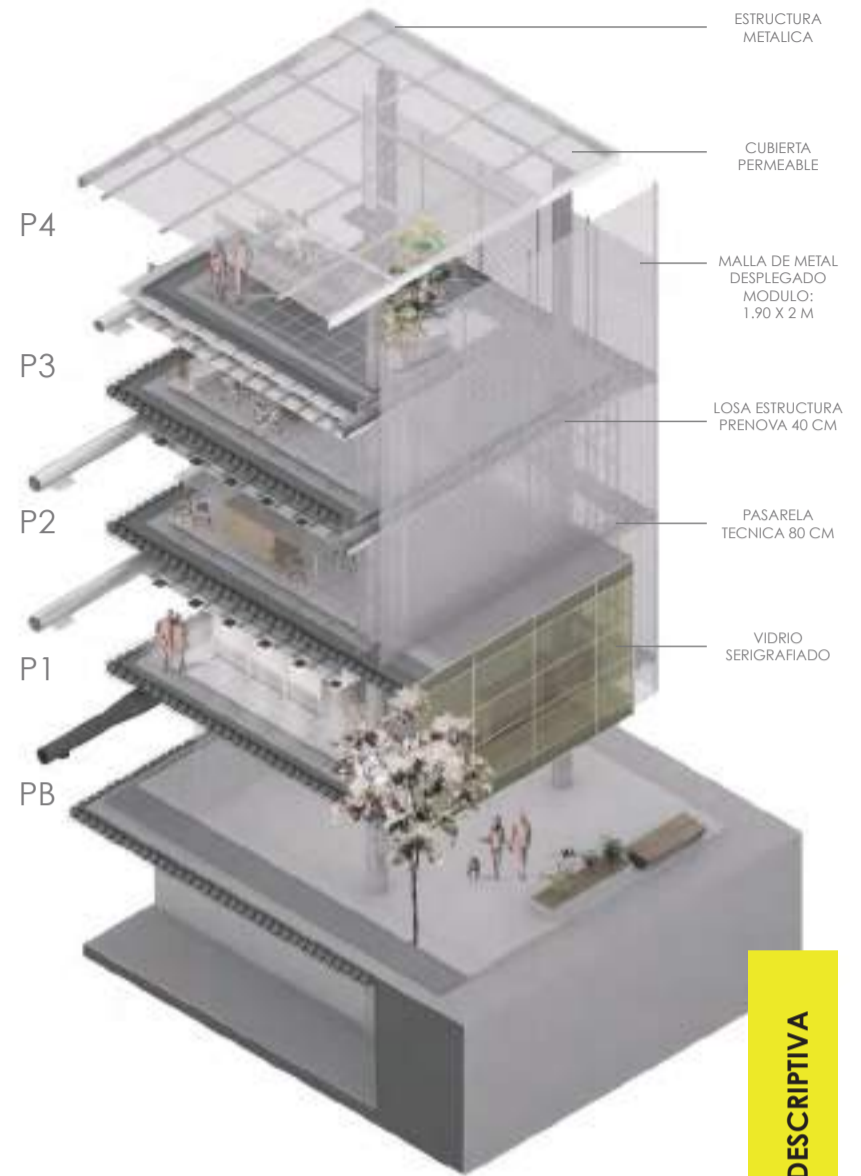 ESTRUCTURA
METALICA
CUBIERTA
PERMEABLE
P4
MALLA DE METAL
DESPLEGADO
MODULO:
1.90 X 2 M
P3
LOSA ESTRUCTURA
PRENOVA 40 CM
P2
PASARELA
TECNICA 80 CM
P1
VIDRIO
SERIGRAFIADO
PB
DESCRIPTIVA